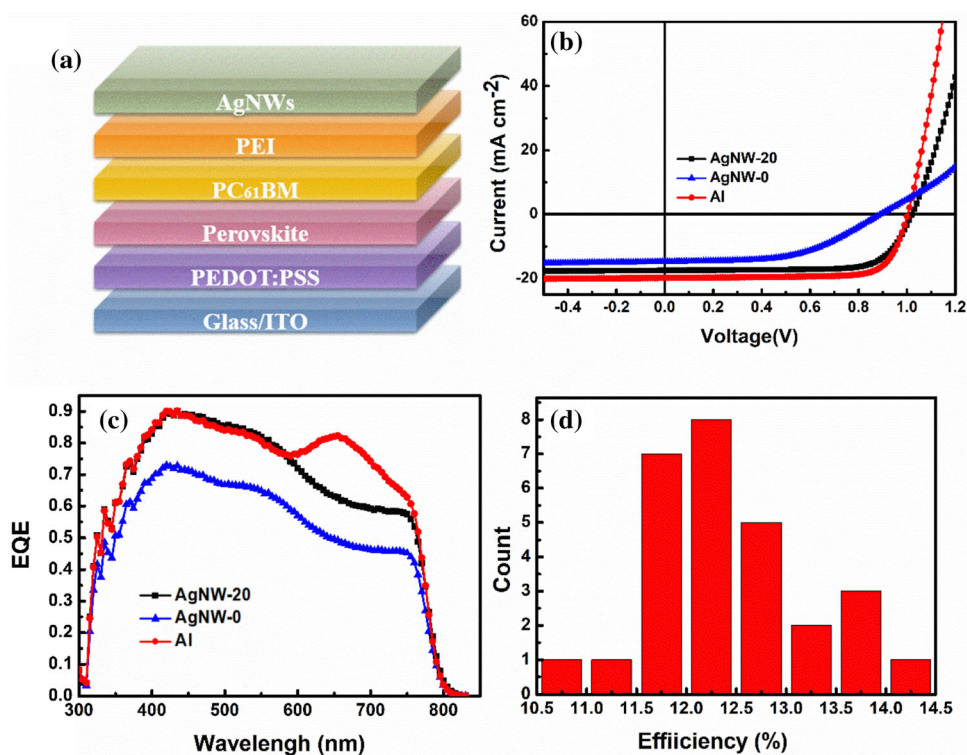 (a)
AgNWs
PEI
PC₆₁BM
Perovskite
PEDOT:PSS
Glass/ITO
(b)
Current (mA cm⁻²)
60
40
20
0
-20
AgNW-20
AgNW-0
Al
-0.4 -0.2 0.0 0.2 0.4 0.6 0.8 1.0 1.2
Voltage(V)
(c)
EQE
0.9
0.8
0.7
0.6
0.5
0.4
0.3
0.2
0.1
0.0
AgNW-20
AgNW-0
Al
300 400 500 600 700 800
Wavelengh (nm)
(d)
Count
8
7
6
5
4
3
2
1
0
10.5 11.0 11.5 12.0 12.5 13.0 13.5 14.0 14.5
Effiiciency (%)